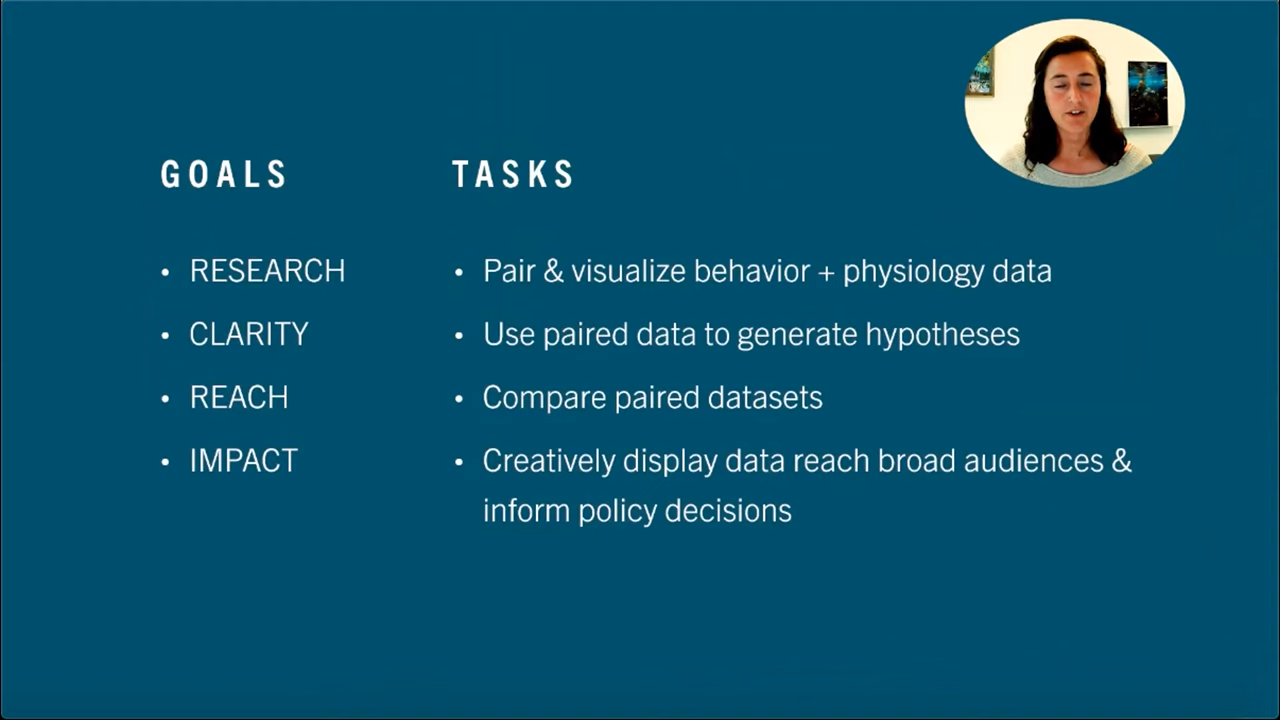 GOALS
TASKS
• RESEARCH
• CLARITY
• REACH
• IMPACT
• Pair & visualize behavior + physiology data
• Use paired data to generate hypotheses
• Compare paired datasets
• Creatively display data reach broad audiences &
inform policy decisions